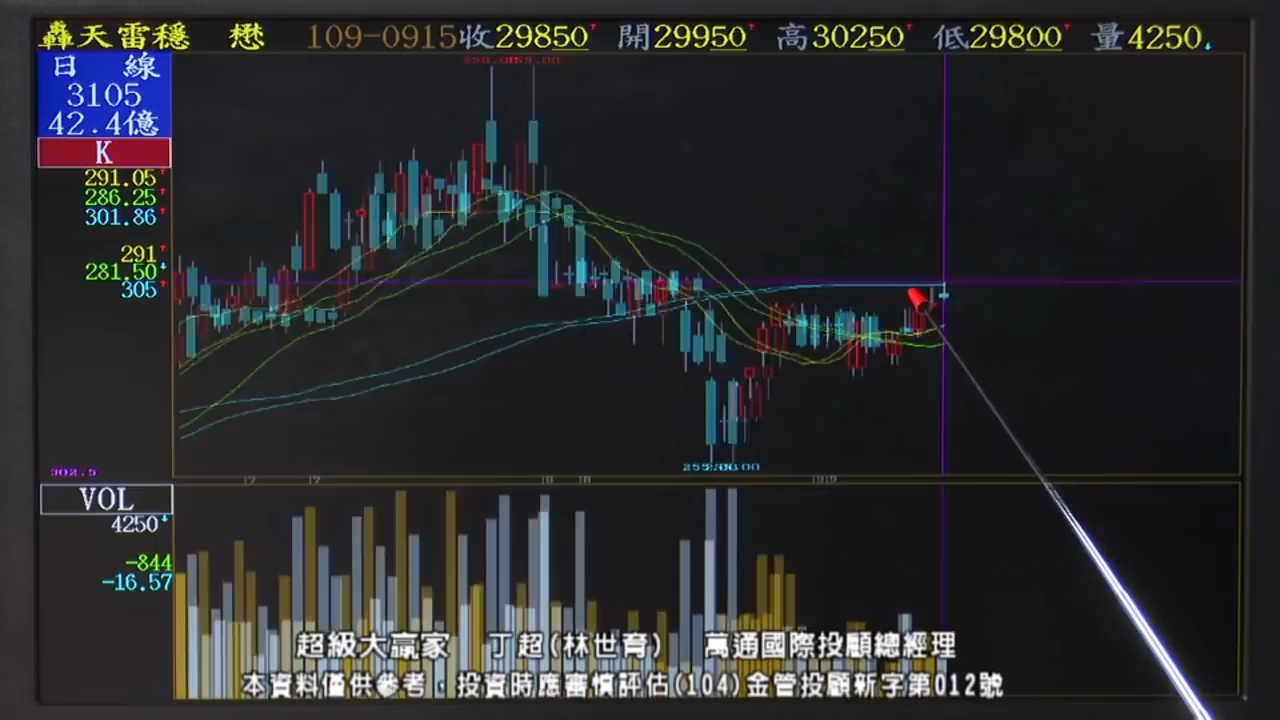 轟天雷穩 懋 109-0915收29850 開29950 高30250 低29800 量4250
日 線
3105
42.4億
K
291.05
286.25
301.86
291
281.50
305
302.5
VOL
4250
-844
-16.57
超級大贏家 丁超(林世育) 萬通國際投顧總經理
本資料僅供參考，投資時應審慎評估(104)金管投顧新字第012號